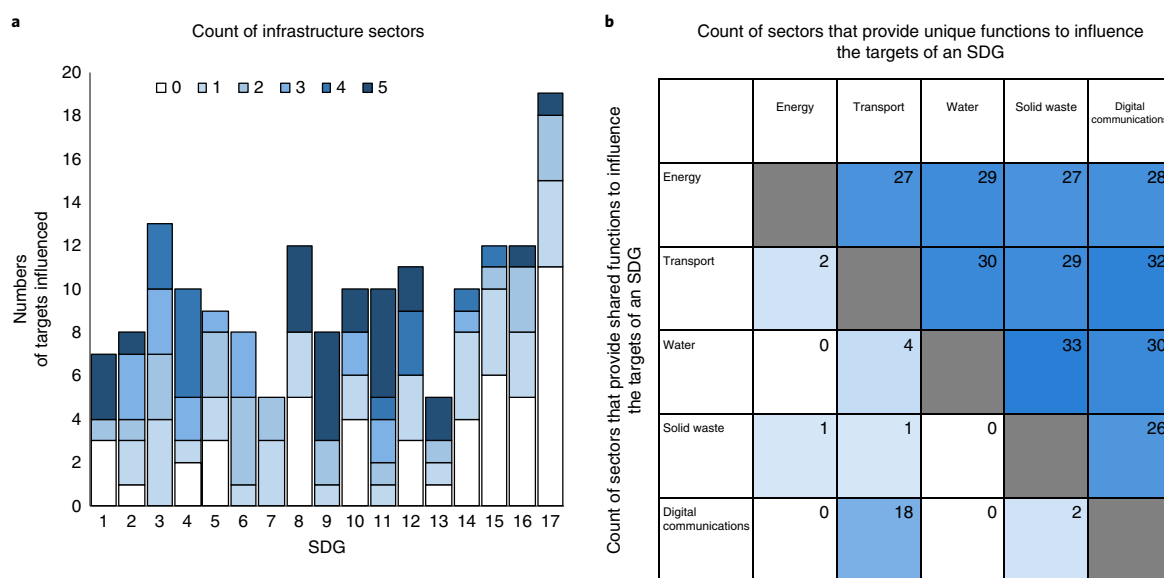 a
Count of infrastructure sectors
20
18
16
14
12
10
8
6
4
2
0
0 1 2 3 4 5
Numbers
of targets influenced
1 2 3 4 5 6 7 8 9 10 11 12 13 14 15 16 17
SDG
b
Count of sectors that provide unique functions to influence
the targets of an SDG
Count of sectors that provide shared functions to influence
the targets of an SDG
Energy Transport Water Solid waste Digital
communications
Energy 27 29 27 28
Transport 2 30 29 32
Water 0 4 33 30
Solid waste 1 1 0 26
Digital
communications 0 18 0 2